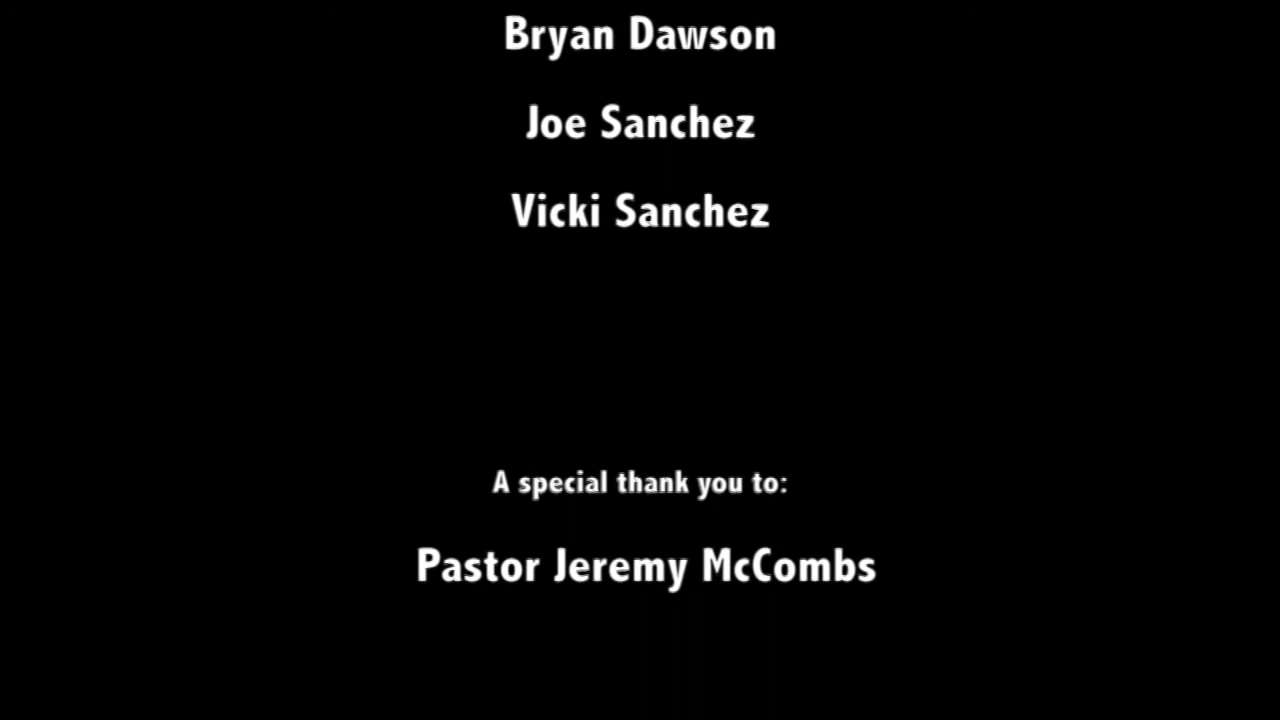 Bryan Dawson
Joe Sanchez
Vicki Sanchez
A special thank you to:
Pastor Jeremy McCombs